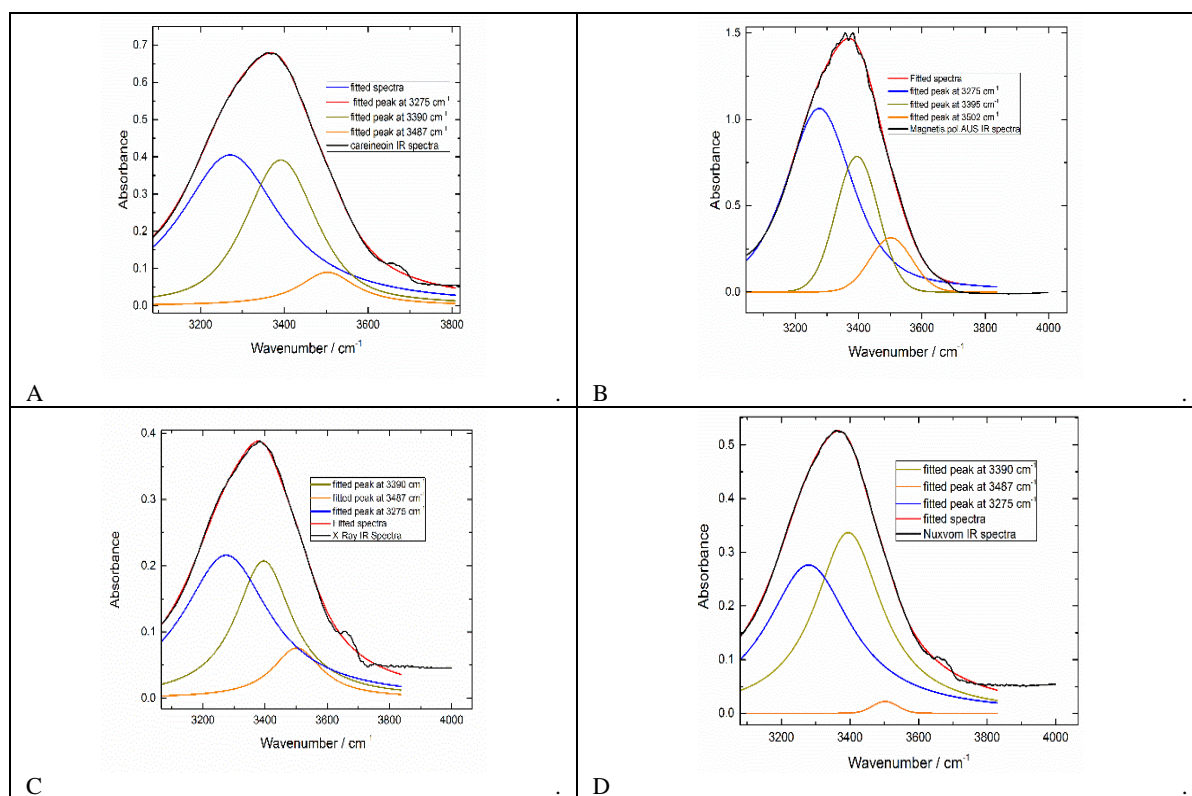 0.7
0.6
0.5
0.4
0.3
0.2
0.1
0.0
Absorbance
fitted spectra
fitted peak at 3275 cm⁻¹
fitted peak at 3390 cm⁻¹
fitted peak at 3487 cm⁻¹
careineoin IR spectra
3200 3400 3600 3800
Wavenumber / cm⁻¹
A .
1.5
1.0
0.5
0.0
Absorbance
Fitted spectra
fitted peak at 3275 cm⁻¹
fitted peak at 3395 cm⁻¹
fitted peak at 3502 cm⁻¹
Magnetis pol AUS IR spectra
3200 3400 3600 3800 4000
Wavenumber / cm⁻¹
B .
0.4
0.3
0.2
0.1
0.0
Absorbance
fitted peak at 3390 cm⁻¹
fitted peak at 3487 cm⁻¹
fitted peak at 3275 cm⁻¹
Fitted spectra
X Ray IR Spectra
3200 3400 3600 3800 4000
Wavenumber / cm⁻¹
C .
0.5
0.4
0.3
0.2
0.1
0.0
Absorbance
fitted peak at 3390 cm⁻¹
fitted peak at 3487 cm⁻¹
fitted peak at 3275 cm⁻¹
fitted spectra
Nuxvom IR spectra
3200 3400 3600 3800 4000
Wavenumber / cm⁻¹
D .